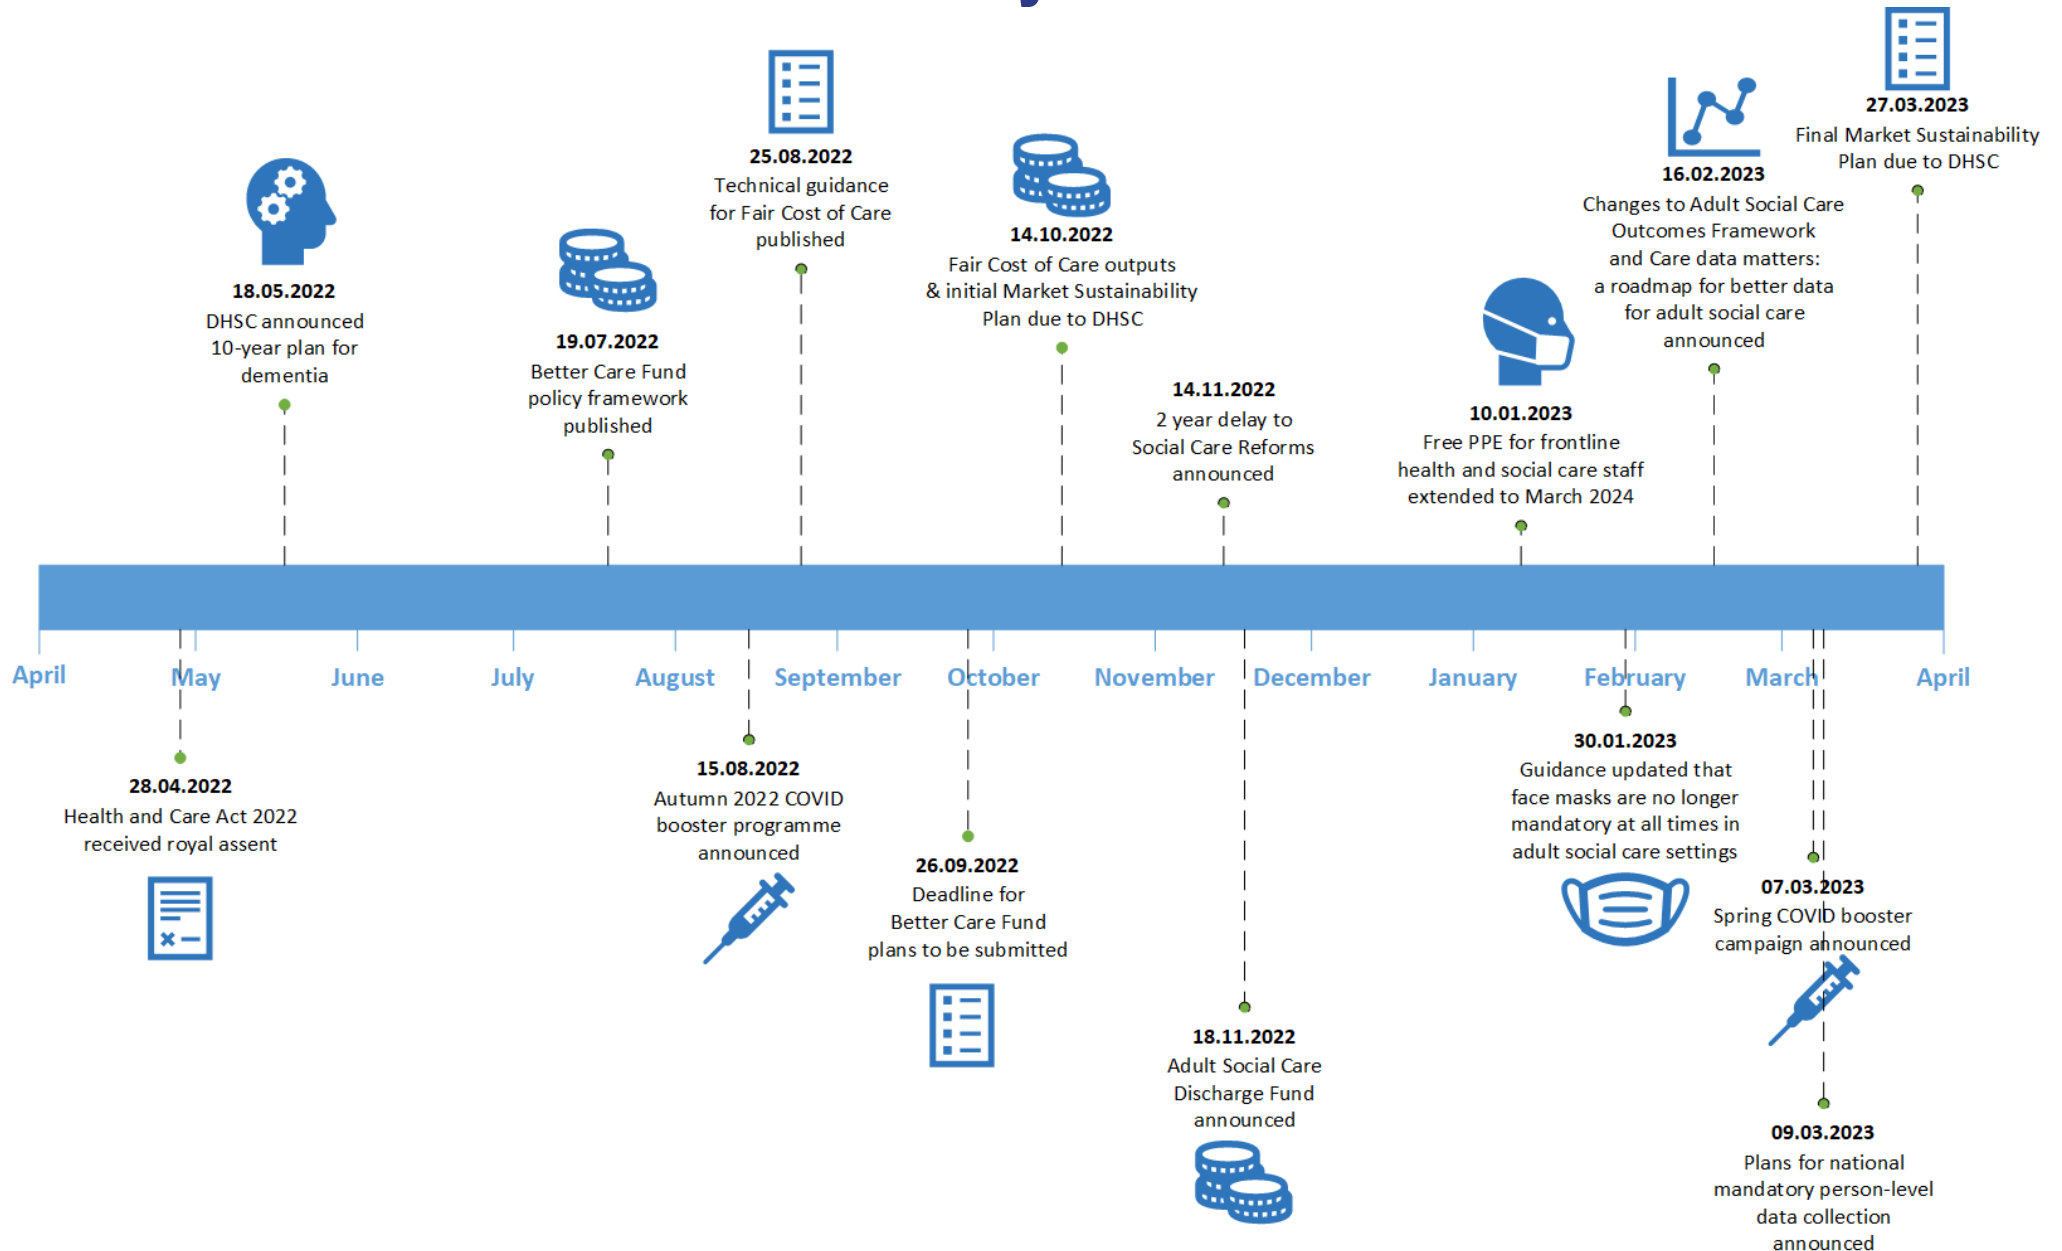 27.03.2023
Final Market Sustainability
Plan due to DHSC
25.08.2022
Technical guidance
for Fair Cost of Care
published
16.02.2023
Changes to Adult Social Care
Outcomes Framework
and Care data matters:
a roadmap for better data
for adult social care
announced
14.10.2022
Fair Cost of Care outputs
& initial Market Sustainability
Plan due to DHSC
18.05.2022
DHSC announced
10-year plan for
dementia
19.07.2022
Better Care Fund
policy framework
published
14.11.2022
2 year delay to
Social Care Reforms
announced
10.01.2023
Free PPE for frontline
health and social care staff
extended to March 2024
April May June July August September October November December January February March April
28.04.2022
Health and Care Act 2022
received royal assent
15.08.2022
Autumn 2022 COVID
booster programme
announced
26.09.2022
Deadline for
Better Care Fund
plans to be submitted
18.11.2022
Adult Social Care
Discharge Fund
announced
30.01.2023
Guidance updated that
face masks are no longer
mandatory at all times in
adult social care settings
07.03.2023
Spring COVID booster
campaign announced
09.03.2023
Plans for national
mandatory person-level
data collection
announced